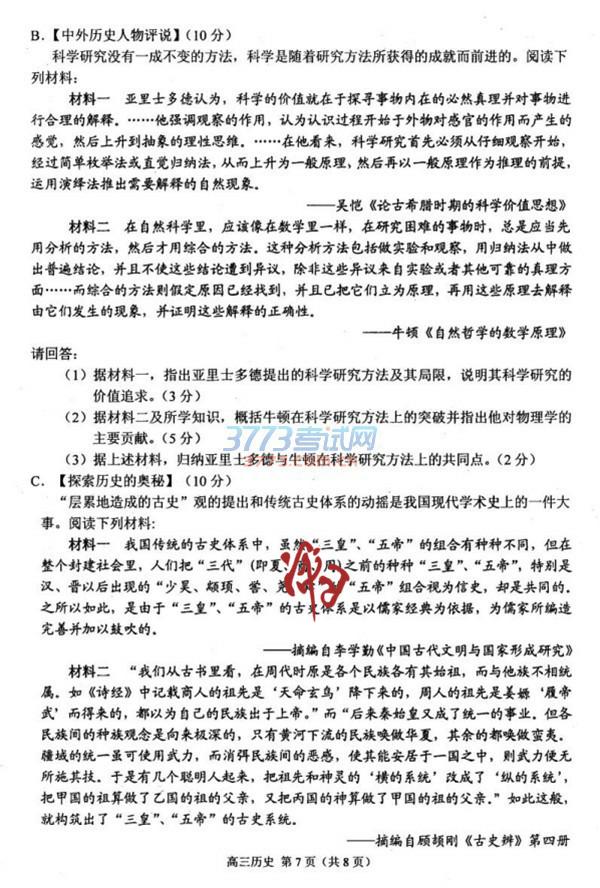 B.【中外历史人物评说】(10 分)
科学研究没有一成不变的方法，科学是随着研究方法所获得的成就而前进的。阅读下
列材料:
材料一 亚里士多德认为，科学的价值就在于探寻事物内在的必然真理并对事物进
行合理的解释。……他强调观察的作用，认为认识过程开始于外物对感官的作用而产生的
感觉，然后上升到抽象的理性思维。……在他看来，科学研究首先必须从仔细观察开始，
经过简单枚举法或直觉归纳法，从而上升为一般原理，然后再以一般原理作为推理的前提，
运用演绎法推出需要解释的自然现象。
——吴恺《论古希腊时期的科学价值思想》
材料二 在自然科学里，应该像在数学里一样，在研究困难的事物时，总是应当先
用分析的方法，然后才用综合的方法。这种分析方法包括做实验和观察，用归纳法从中做
出普遍结论，并且不使这些结论遭到异议，除非这些异议来自实验或者其他可靠的真理方
面……而综合的方法则假定原因已经找到，并且已把它们立为原理，再用这些原理去解释
由它们发生的现象，并证明这些解释的正确性。
——牛顿《自然哲学的数学原理》
请回答:
(1) 据材料一，指出亚里士多德提出的科学研究方法及其局限，说明其科学研究的
价值追求。(3 分)
(2) 据材料二及所学知识，概括牛顿在科学研究方法上的突破并指出他对物理学的
主要贡献。(5 分)
3773考试网
(3) 据上述材料，归纳亚里士多德与牛顿在科学研究方法上的共同点。(2 分)
C.【探索历史的奥秘】(10 分)
“层累地造成的古史”观的提出和传统古史体系的动摇是我国现代学术史上的一件大
事。阅读下列材料:
材料一 我国传统的古史体系中，虽然“三皇”、“五帝”的组合有种种不同，但在
整个封建社会里，人们把“三代”(即夏、商、周)之前的种种“三皇”、“五帝”，特别是
汉、晋以后出现的“少昊、颛顼、喾、尧 “五帝”组合视为信史，却是共同的。
之所以如此，是由于“三皇”、“五帝”的古史体系是以儒家经典为依据，为儒家所编造
完善并加以鼓吹的。
——摘编自李学勤《中国古代文明与国家形成研究》
材料二 “我们从古书里看，在周代时原是各个民族各有其始祖，而与他族不相统
属。如《诗经》中记载商人的祖先是‘天命玄鸟’降下来的，周人的祖先是姜嫄‘履帝
武’而得来的，都以为自己的民族出于上帝。”而“后来秦始皇又成了统一的事业。但各
民族间的种族观念是向来极深的，只有黄河下流的民族唤做华夏，其余的都唤做蛮夷。
疆域的统一虽可使用武力，而消弭民族间的恶感，使其能安居于一国之中，则武力便无
所施其技。于是有几个聪明人起来，把祖先和神灵的‘横的系统’改成了‘纵的系统’，
把甲国的祖算做了乙国的祖的父亲，又把丙国的神算做了甲国的祖的父亲。”如此这般，
就构筑出了“三皇”、“五帝”的古史系统。
——摘编自顾颉刚《古史辨》第四册
高三历史 第 7 页（共 8 页）